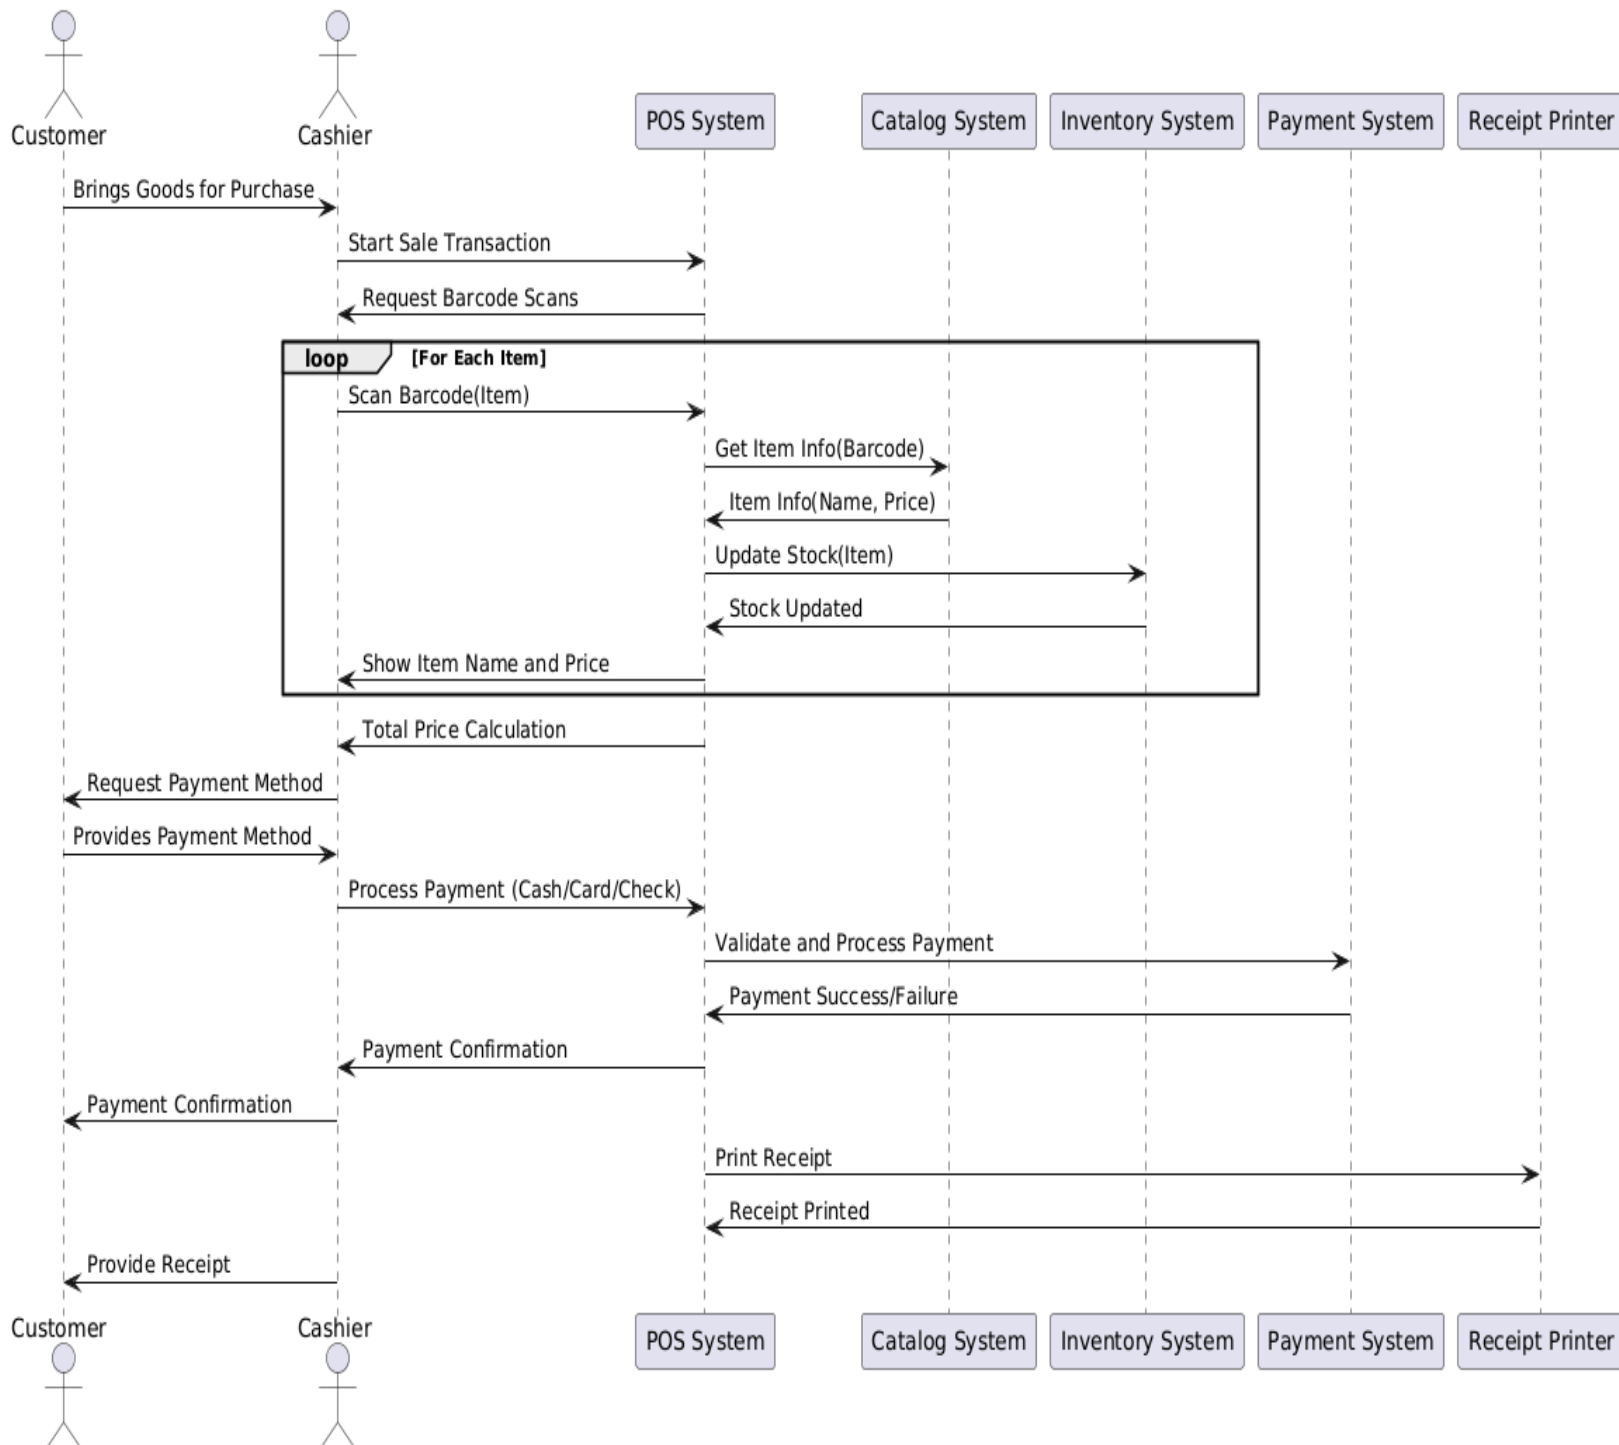 Customer
Cashier
POS System
Catalog System
Inventory System
Payment System
Receipt Printer
Brings Goods for Purchase
Start Sale Transaction
Request Barcode Scans
loop
[For Each Item]
Scan Barcode(Item)
Get Item Info(Barcode)
Item Info(Name, Price)
Update Stock(Item)
Stock Updated
Show Item Name and Price
Total Price Calculation
Request Payment Method
Provides Payment Method
Process Payment (Cash/Card/Check)
Validate and Process Payment
Payment Success/Failure
Payment Confirmation
Payment Confirmation
Print Receipt
Receipt Printed
Provide Receipt
Customer
Cashier
POS System
Catalog System
Inventory System
Payment System
Receipt Printer